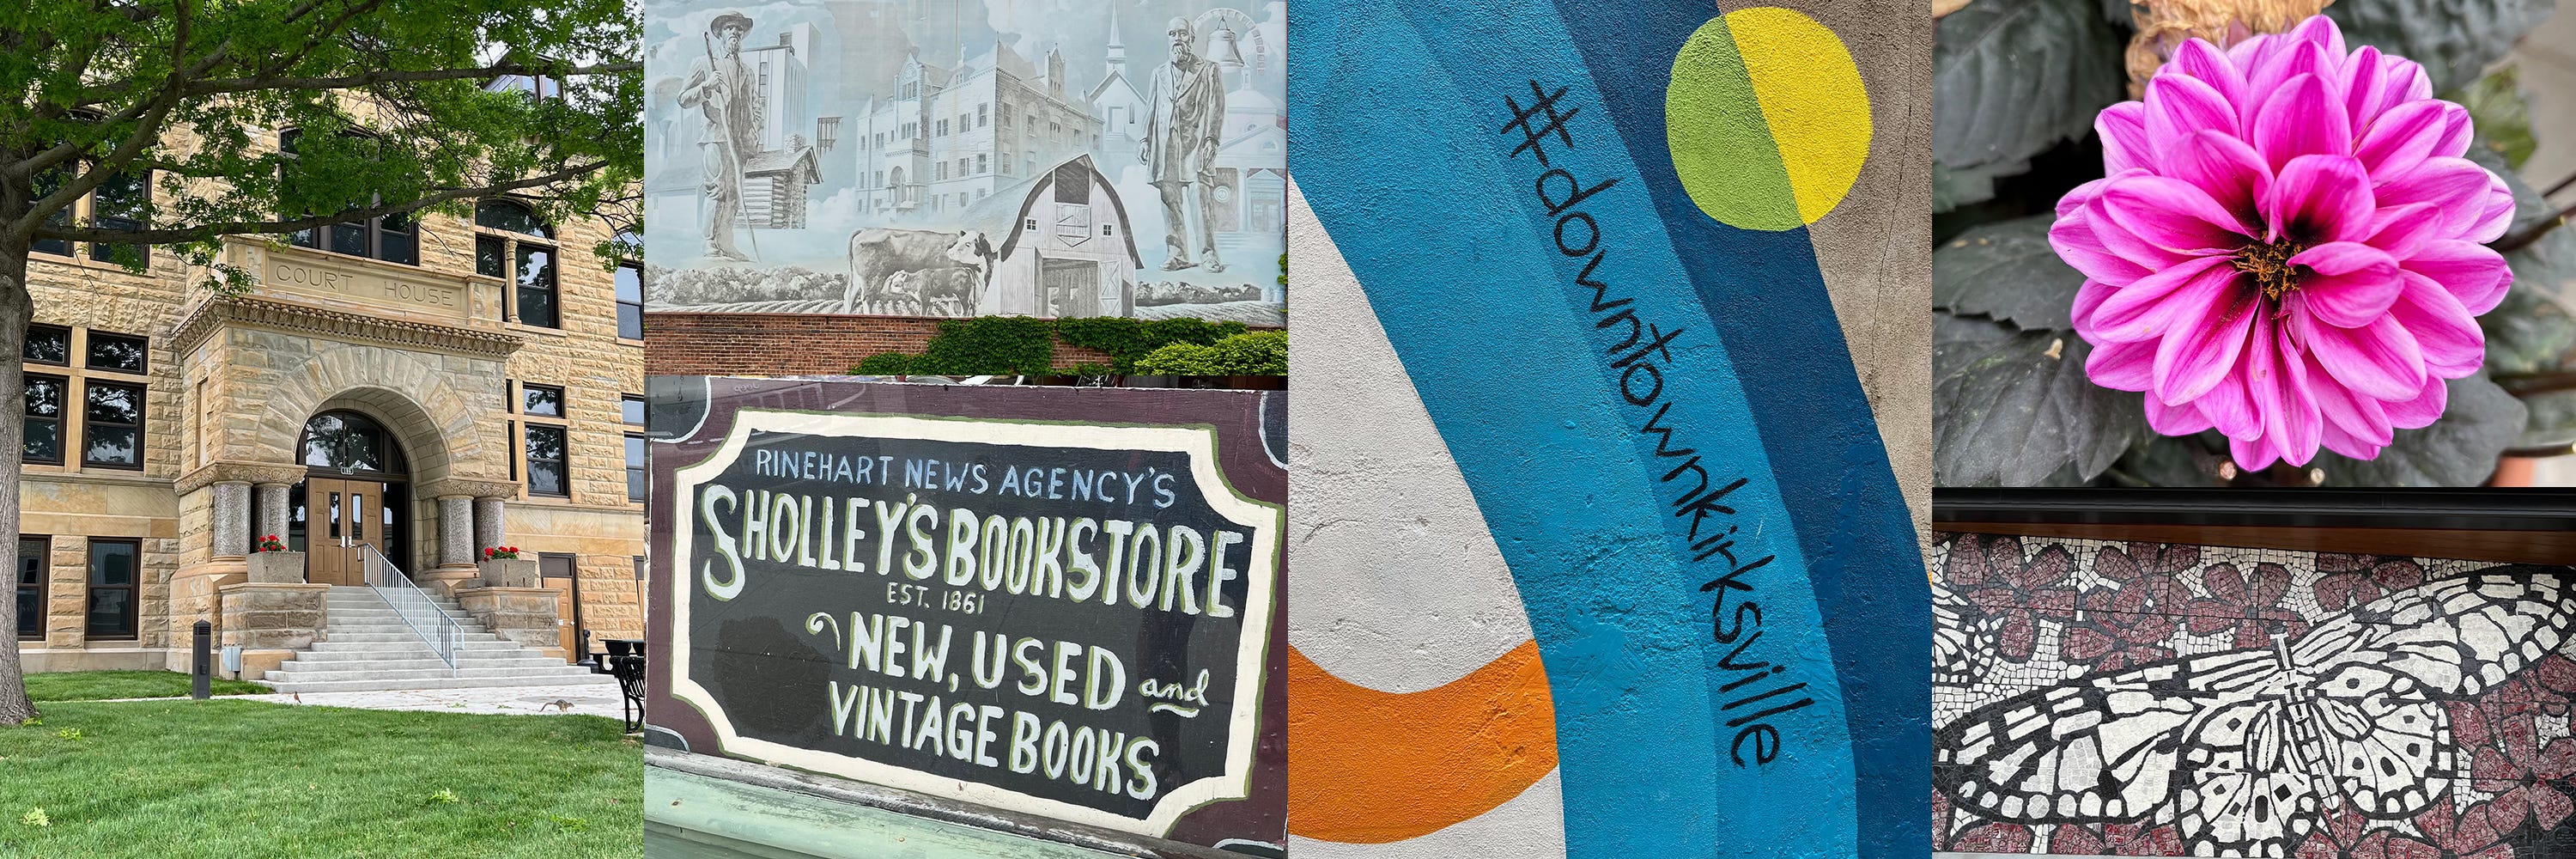 COURT HOUSE
RINEHART NEWS AGENCY'S
SHOLLEY'S BOOKSTORE
EST. 1861
NEW, USED and
VINTAGE BOOKS
#downtownkirksville